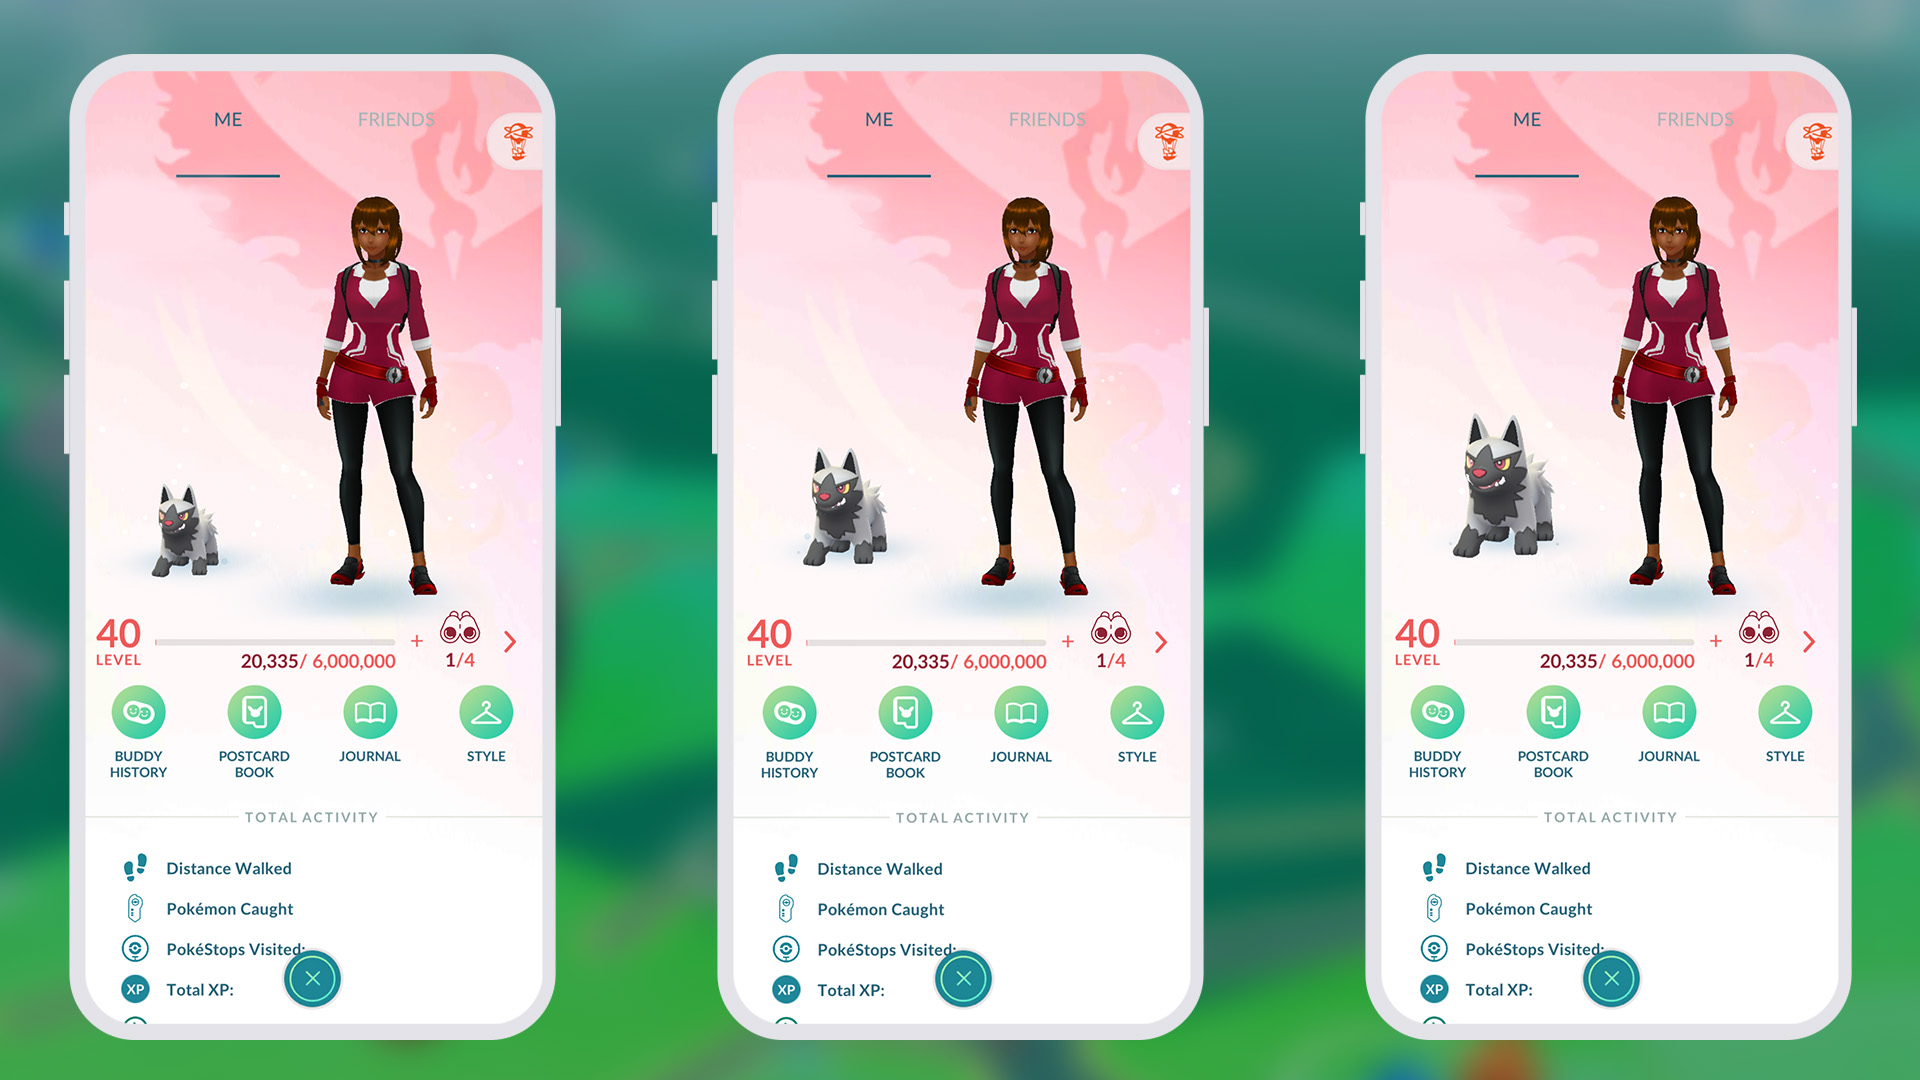 ME FRIENDS
40
LEVEL
20,335/ 6,000,000
+
1/4
BUDDY
HISTORY
POSTCARD
BOOK
JOURNAL
STYLE
TOTAL ACTIVITY
Distance Walked
Pokémon Caught
PokéStops Visited:
XP Total XP:
ME FRIENDS
40
LEVEL
20,335/ 6,000,000
+
1/4
BUDDY
HISTORY
POSTCARD
BOOK
JOURNAL
STYLE
TOTAL ACTIVITY
Distance Walked
Pokémon Caught
PokéStops Visited:
XP Total XP:
ME FRIENDS
40
LEVEL
20,335/ 6,000,000
+
1/4
BUDDY
HISTORY
POSTCARD
BOOK
JOURNAL
STYLE
TOTAL ACTIVITY
Distance Walked
Pokémon Caught
PokéStops Visited:
XP Total XP: